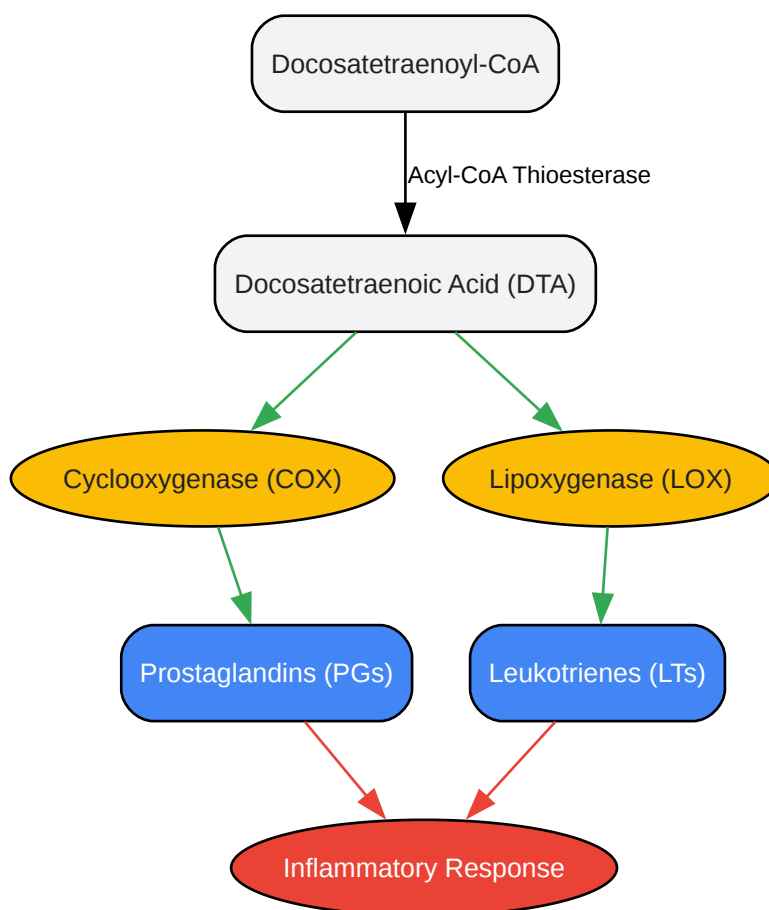 Docosatetraenoyl-CoA
Acyl-CoA Thioesterase
Docosatetraenoic Acid (DTA)
Cyclooxygenase (COX)
Lipoxygenase (LOX)
Prostaglandins (PGs)
Leukotrienes (LTs)
Inflammatory Response